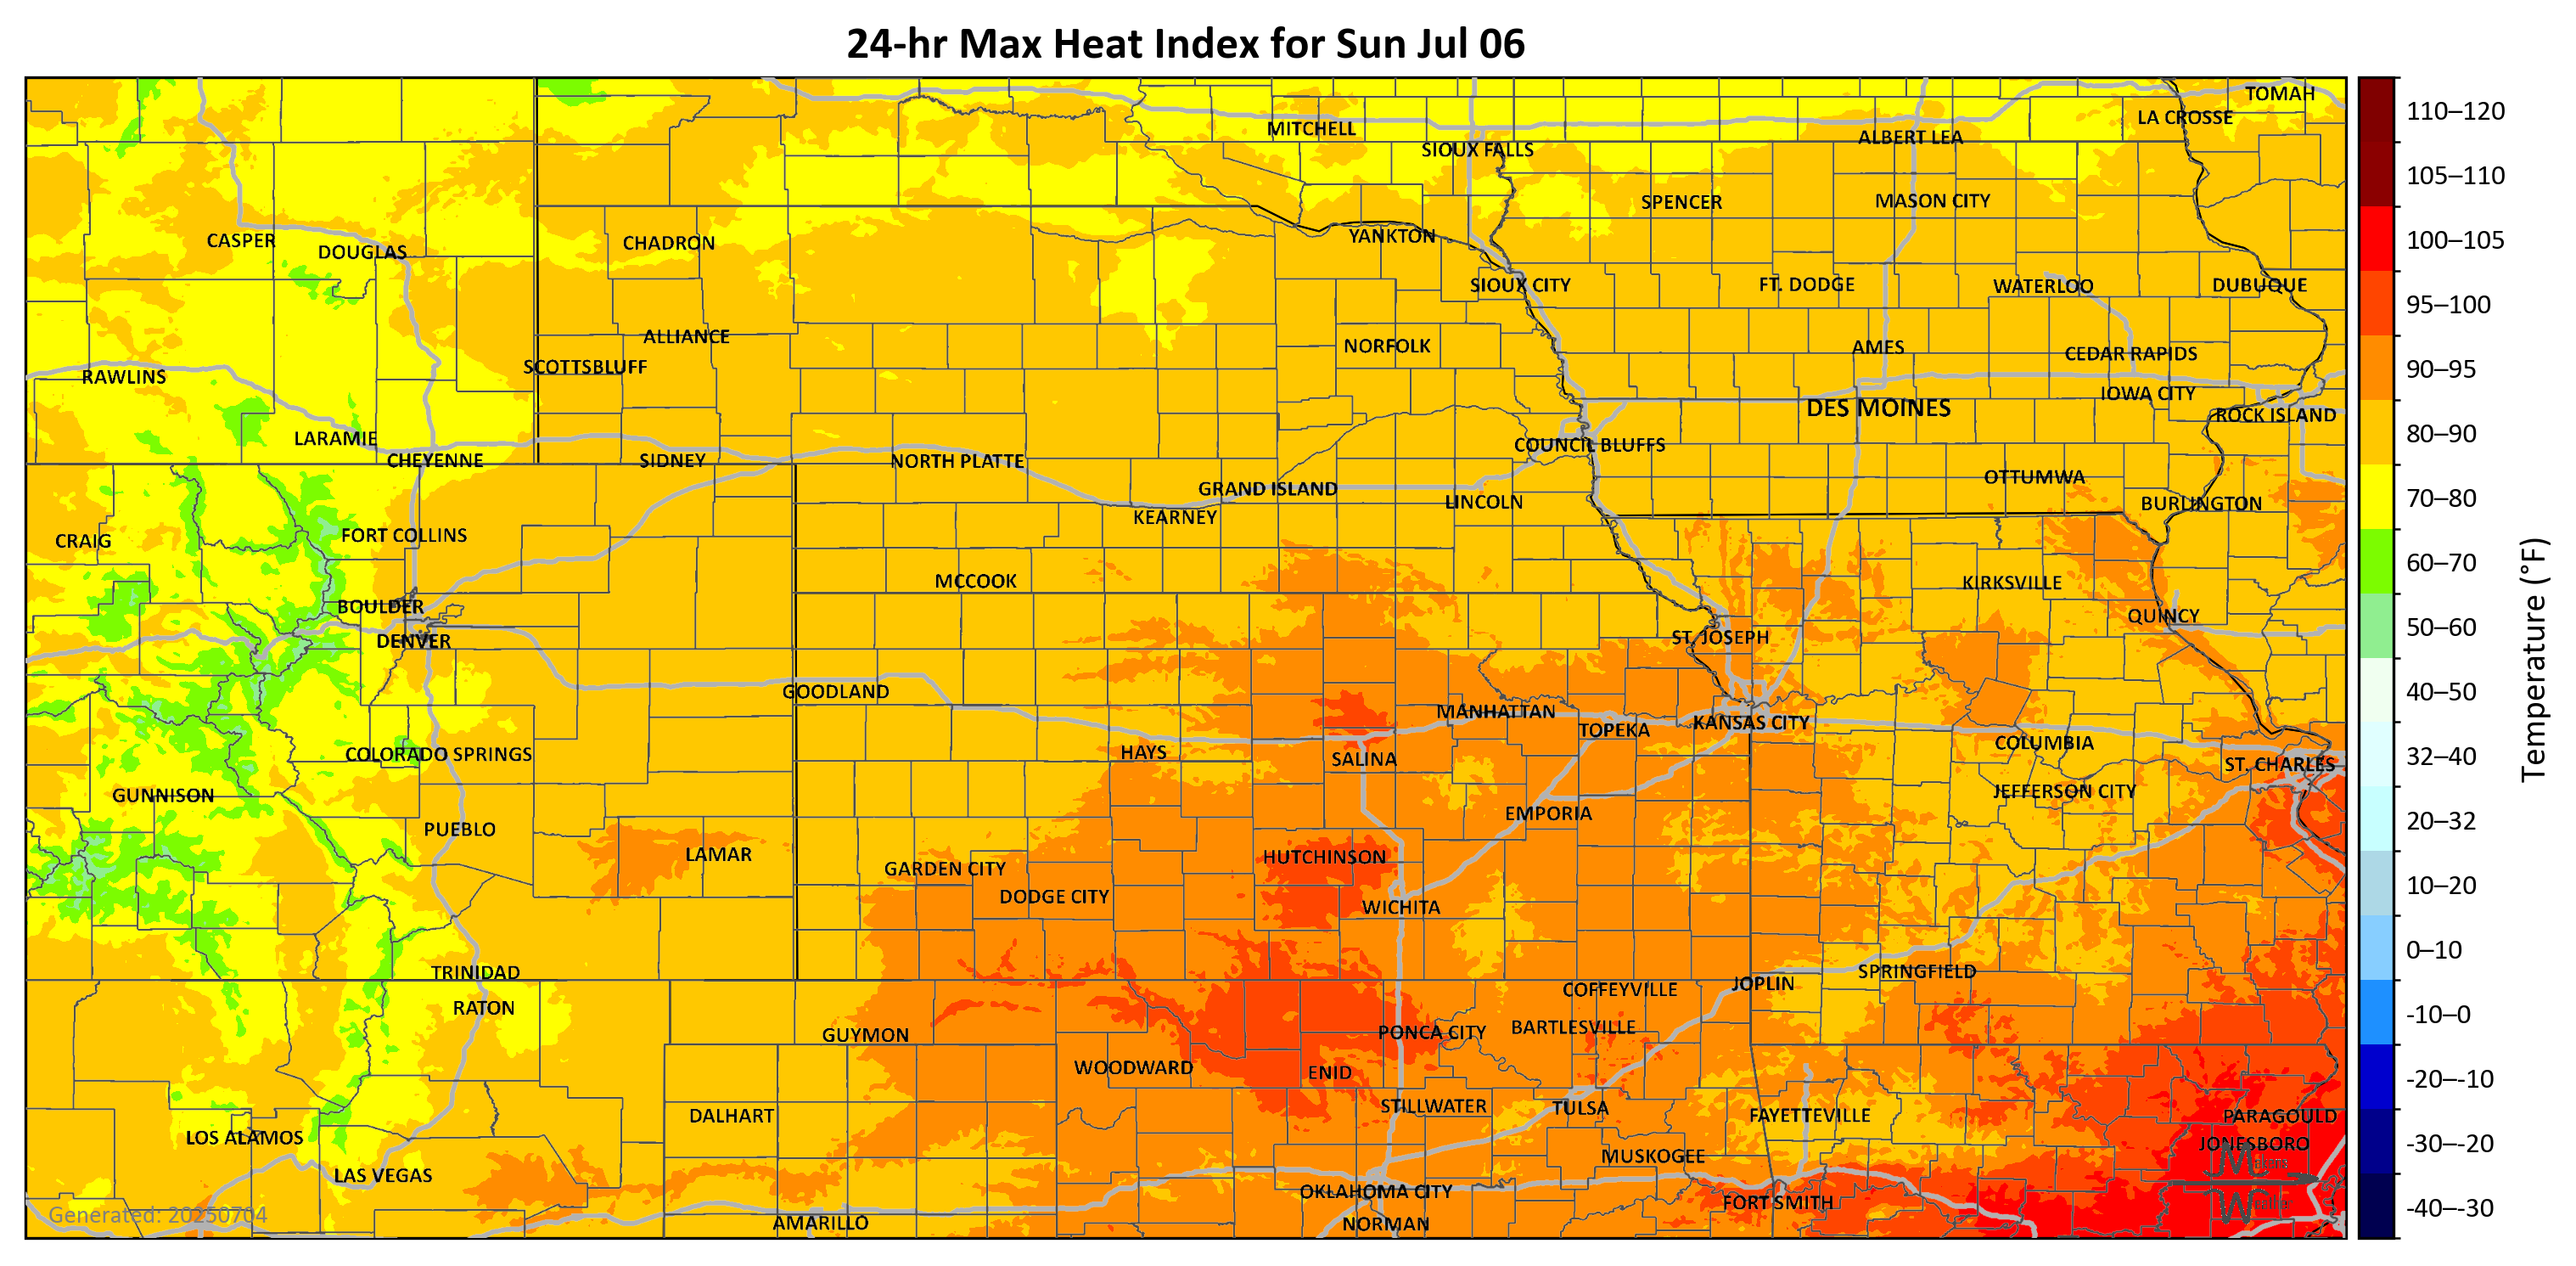 24-hr Max Heat Index for Sun Jul 06
TOMAH
LA CROSSE
MITCHELL
ALBERT LEA
SIOUX FALLS
SPENCER
MASON CITY
CASPER
DOUGLAS
CHADRON
YANKTON
SIOUX CITY
FT. DODGE
WATERLOO
DUBUQUE
ALLIANCE
NORFOLK
AMES
CEDAR RAPIDS
SCOTTSBLUFF
RAWLINS
IOWA CITY
DES MOINES
ROCK ISLAND
LARAMIE
COUNCIL BLUFFS
CHEYENNE
SIDNEY
NORTH PLATTE
OTTUMWA
GRAND ISLAND
LINCOLN
BURLINGTON
KEARNEY
CRAIG
FORT COLLINS
MCCOOK
KIRKSVILLE
BOULDER
QUINCY
DENVER
ST. JOSEPH
GOODLAND
MANHATTAN
TOPEKA
KANSAS CITY
COLORADO SPRINGS
HAYS
SALINA
COLUMBIA
ST. CHARLES
GUNNISON
JEFFERSON CITY
PUEBLO
EMPORIA
LAMAR
GARDEN CITY
HUTCHINSON
DODGE CITY
WICHITA
TRINIDAD
SPRINGFIELD
RATON
COFFEYVILLE
JOPLIN
GUYMON
PONCA CITY
BARTLESVILLE
WOODWARD
ENID
DALHART
STILLWATER
TULSA
FAYETTEVILLE
PARAGOULD
LOS ALAMOS
JONESBORO
LAS VEGAS
MUSKOGEE
OKLAHOMA CITY
FORT SMITH
AMARILLO
NORMAN
Generated: 20250704
110–120
105–110
100–105
95–100
90–95
80–90
70–80
60–70
50–60
40–50
32–40
20–32
10–20
0–10
-10–0
-20–-10
-30–-20
-40–-30
Temperature (°F)